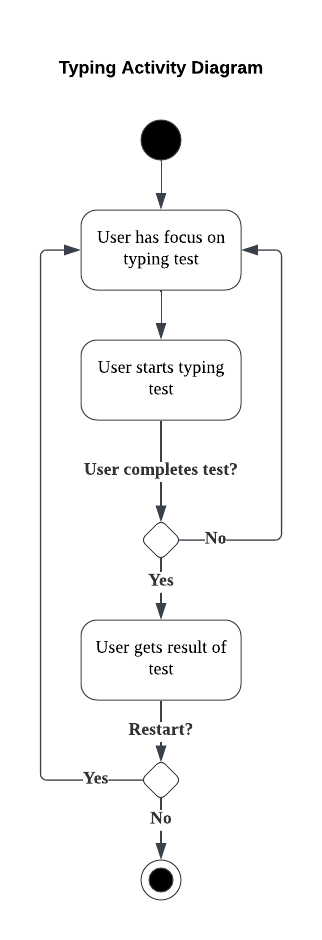 Typing Activity Diagram
User has focus on
typing test
User starts typing
test
User completes test?
No
Yes
User gets result of
test
Restart?
Yes
No